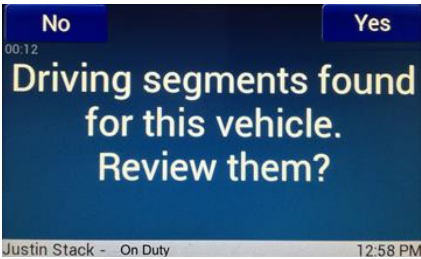 No Yes
00:12
Driving segments found
for this vehicle.
Review them?
Justin Stack - On Duty 12:58 PM